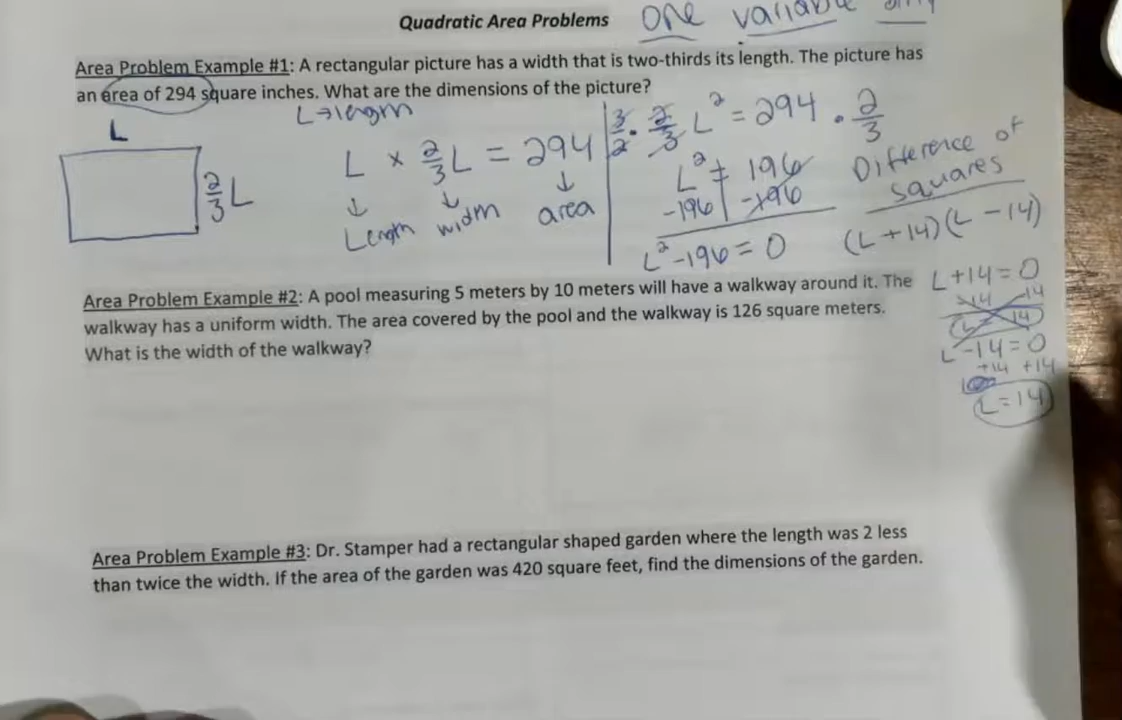 Quadratic Area Problems one variable
Area Problem Example #1: A rectangular picture has a width that is two-thirds its length. The picture has
an area of 294 square inches. What are the dimensions of the picture?
L→length
L
2/3 L
L × 2/3 L = 294
Length width area
3/2 · 2/3 L² = 294 · 2/3
L² = 196
-196 -196
L² - 196 = 0
Difference of
squares
(L + 14)(L - 14)
L + 14 = 0
-14 -14
L - 14 = 0
+14 +14
L = 14
Area Problem Example #2: A pool measuring 5 meters by 10 meters will have a walkway around it. The
walkway has a uniform width. The area covered by the pool and the walkway is 126 square meters.
What is the width of the walkway?
Area Problem Example #3: Dr. Stamper had a rectangular shaped garden where the length was 2 less
than twice the width. If the area of the garden was 420 square feet, find the dimensions of the garden.